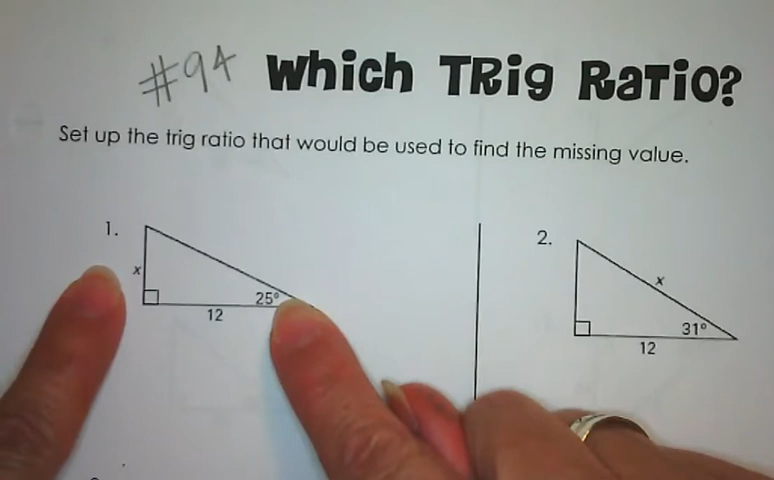 #94 Which Trig Ratio?
Set up the trig ratio that would be used to find the missing value.
1.
x
25°
12
2.
x
31°
12